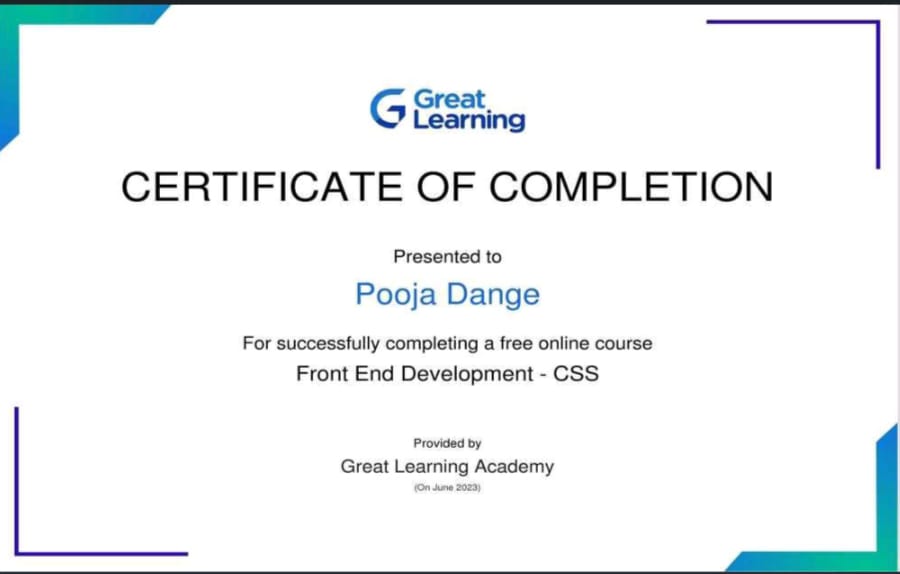 Great
Learning
CERTIFICATE OF COMPLETION
Presented to
Pooja Dange
For successfully completing a free online course
Front End Development - CSS
Provided by
Great Learning Academy
(On June 2023)